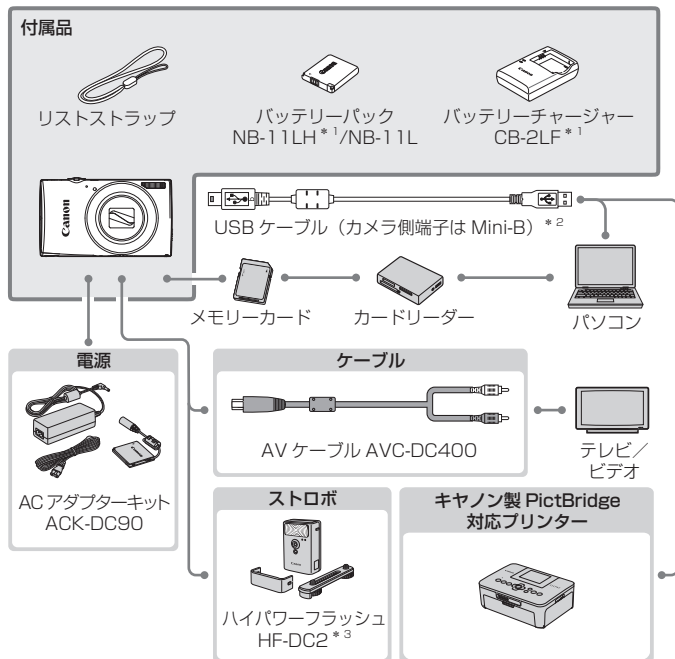 付属品
リストストラップ
バッテリーパック
NB-11LH*1/NB-11L
バッテリーチャージャー
CB-2LF*1
Canon
USB ケーブル（カメラ側端子は Mini-B）*2
メモリーカード
カードリーダー
パソコン
電源
AC アダプターキット
ACK-DC90
ケーブル
AV ケーブル AVC-DC400
テレビ／
ビデオ
ストロボ
ハイパワーフラッシュ
HF-DC2*3
キヤノン製 PictBridge
対応プリンター